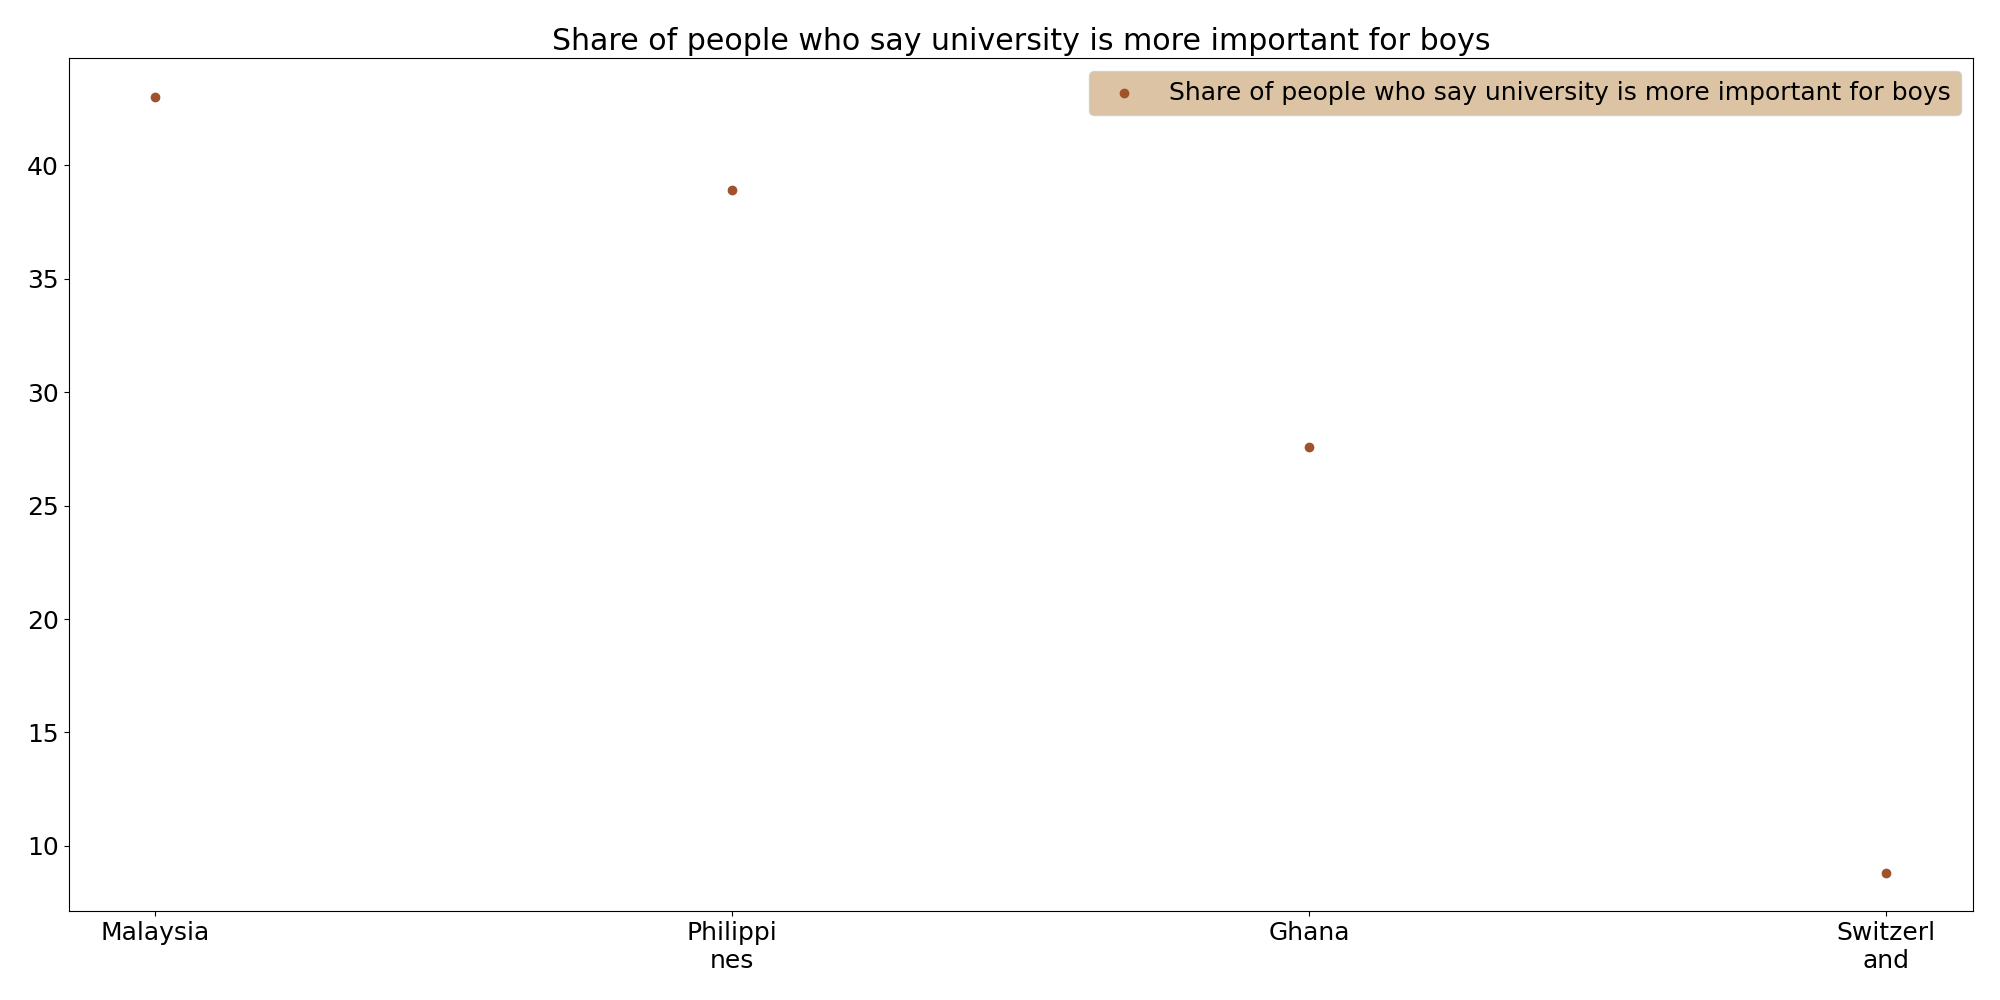 Share of people who say university is more important for boys
Share of people who say university is more important for boys
40
35
30
25
20
15
10
Malaysia
Philippi
nes
Ghana
Switzerl
and